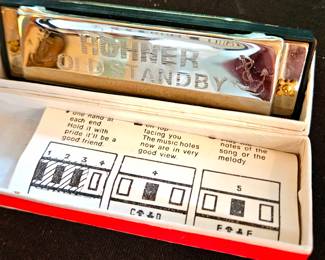 HOHNER
OLD STANDBY
one hand at
each end
Hold it with
pride it'll be a
good friend.
on top
facing you
The music holes
now are in very
good view.
notes of the
song or the
melody
1 2 3 4
4
5